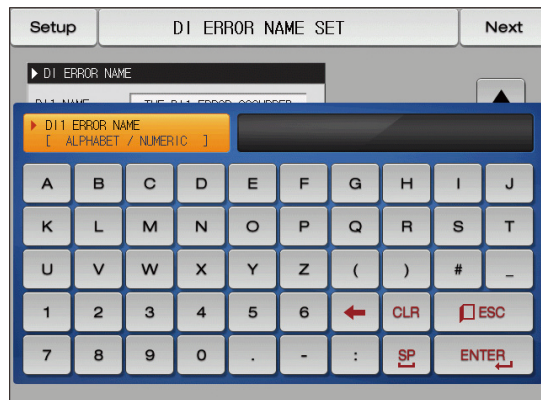 Setup DI ERROR NAME SET Next
DI ERROR NAME
DI1 ERROR NAME
[ ALPHABET / NUMERIC ]
A B C D E F G H I J
K L M N O P Q R S T
U V W X Y Z ( ) # _
1 2 3 4 5 6 ← CLR ESC
7 8 9 0 . - : SP ENTER